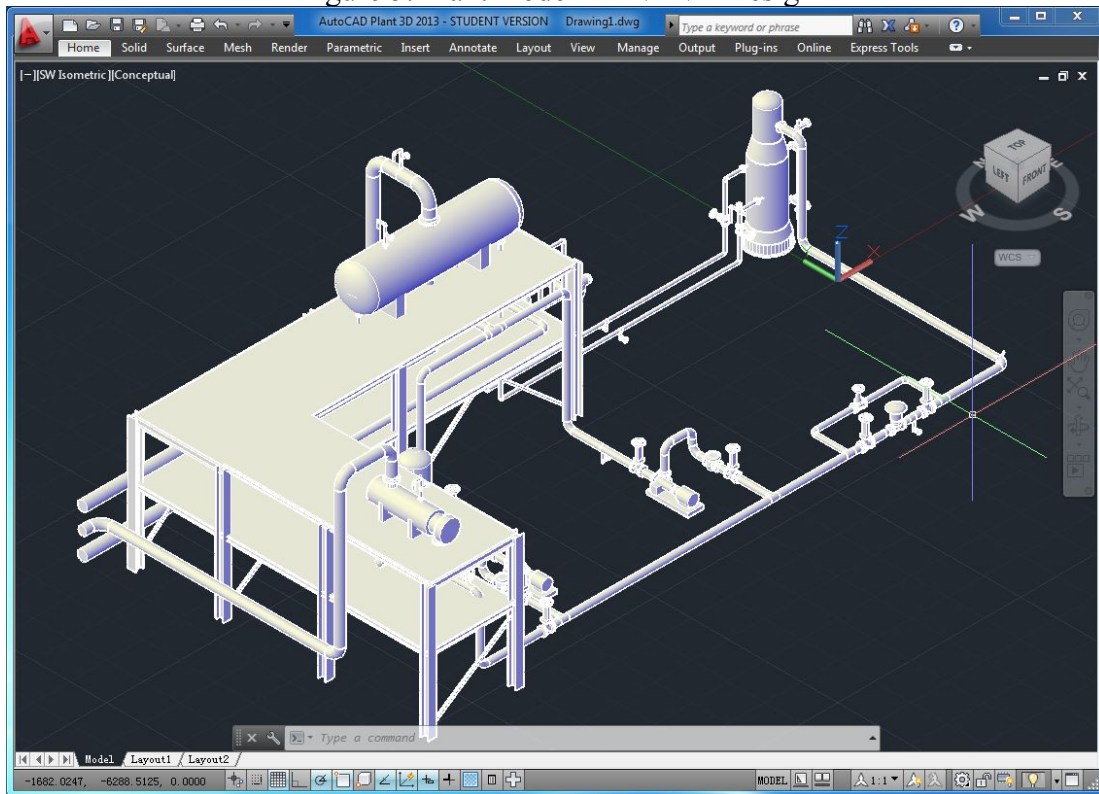 AutoCAD Plant 3D 2013 - STUDENT VERSION Drawing1.dwg Type a keyword or phrase
Home Solid Surface Mesh Render Parametric Insert Annotate Layout View Manage Output Plug-ins Online Express Tools
[−][SW Isometric][Conceptual]
TOP
LEFT FRONT
W S
Z X
WCS
Type a command
Model Layout1 Layout2
-1682.0247, -6288.5125, 0.0000 MODEL 1:1